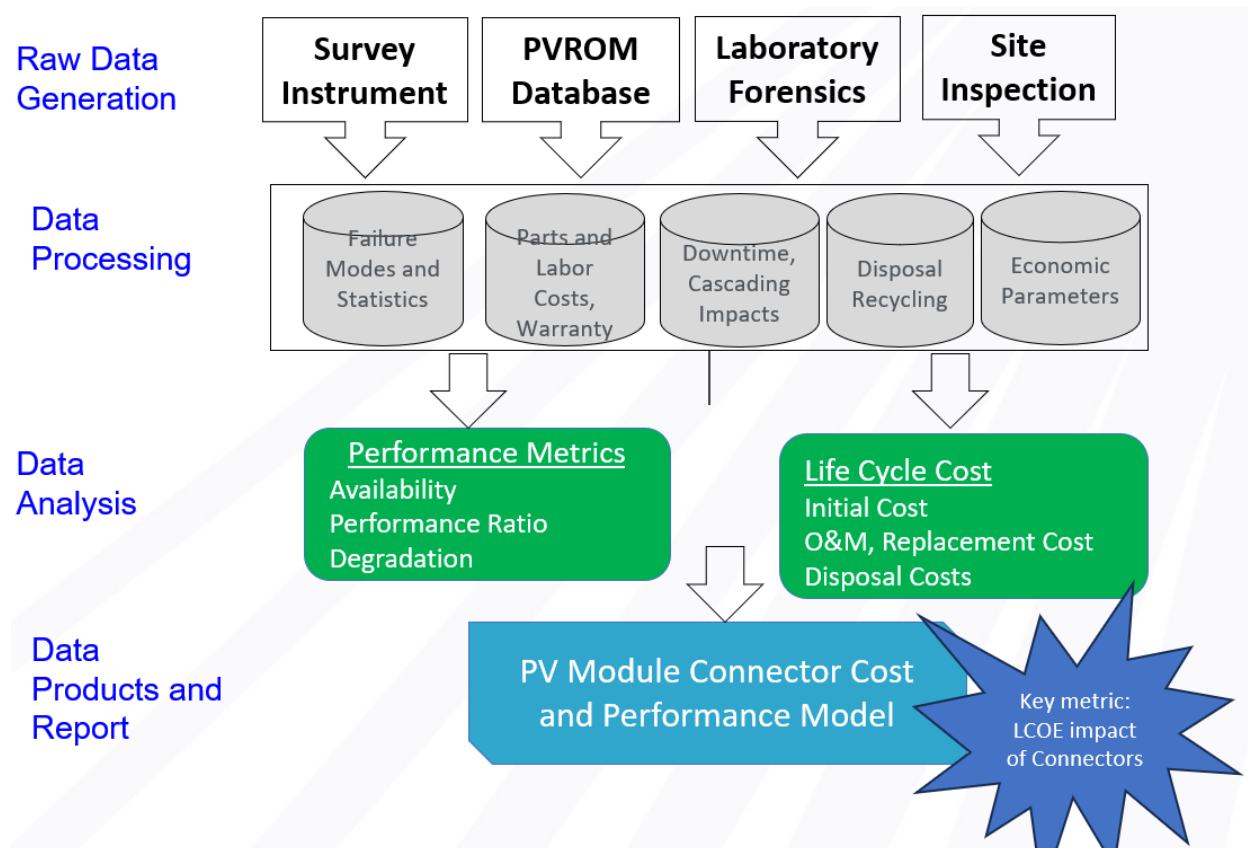 Raw Data
Generation
Survey
Instrument
PVROM
Database
Laboratory
Forensics
Site
Inspection
Data
Processing
Failure
Modes and
Statistics
Parts and
Labor
Costs,
Warranty
Downtime,
Cascading
Impacts
Disposal
Recycling
Economic
Parameters
Data
Analysis
Performance Metrics
Availability
Performance Ratio
Degradation
Life Cycle Cost
Initial Cost
O&M, Replacement Cost
Disposal Costs
Data
Products and
Report
PV Module Connector Cost
and Performance Model
Key metric:
LCOE impact
of Connectors